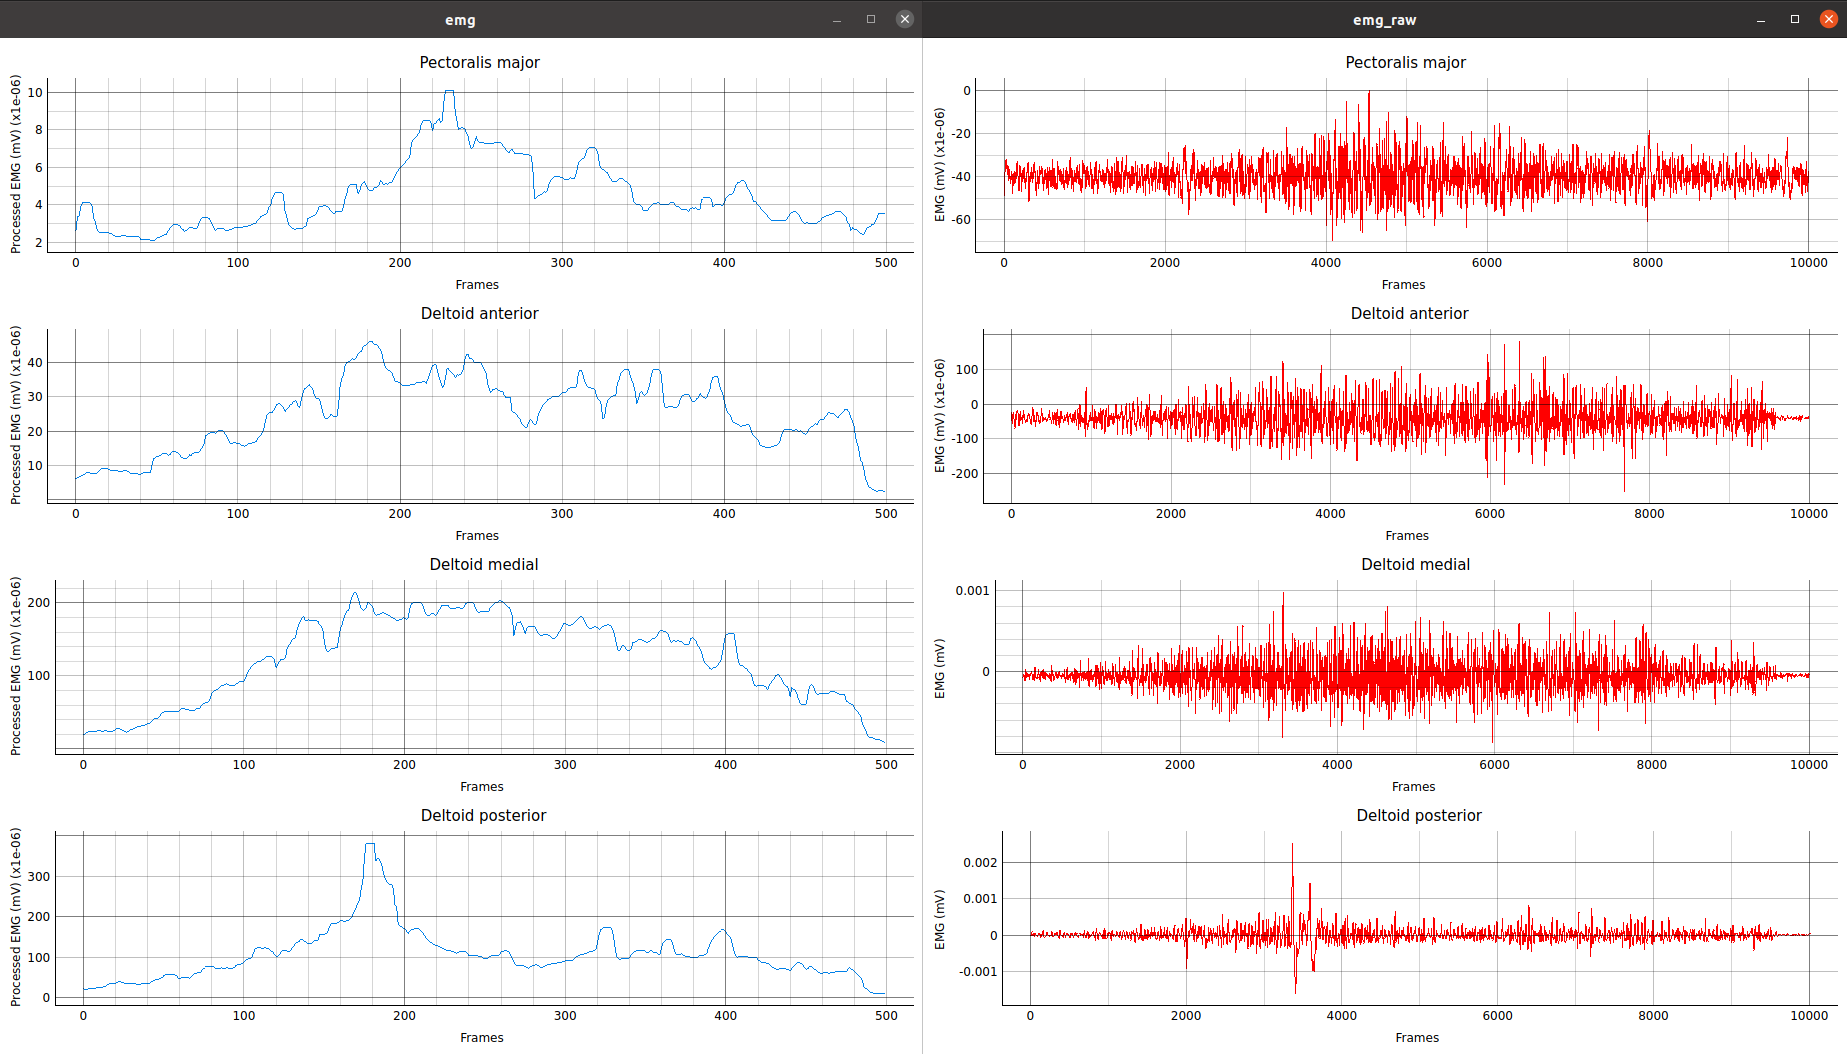 emg
Pectoralis major
Processed EMG (mV) (x1e-06)
10
8
6
4
2
0 100 200 300 400 500
Frames
Deltoid anterior
Processed EMG (mV) (x1e-06)
40
30
20
10
0 100 200 300 400 500
Frames
Deltoid medial
Processed EMG (mV) (x1e-06)
200
100
0 100 200 300 400 500
Frames
Deltoid posterior
Processed EMG (mV) (x1e-06)
300
200
100
0
0 100 200 300 400 500
Frames
emg_raw
Pectoralis major
EMG (mV) (x1e-06)
0
-20
-40
-60
0 2000 4000 6000 8000 10000
Frames
Deltoid anterior
EMG (mV) (x1e-06)
100
0
-100
-200
0 2000 4000 6000 8000 10000
Frames
Deltoid medial
EMG (mV)
0.001
0
0 2000 4000 6000 8000 10000
Frames
Deltoid posterior
EMG (mV)
0.002
0.001
0
-0.001
0 2000 4000 6000 8000 10000
Frames